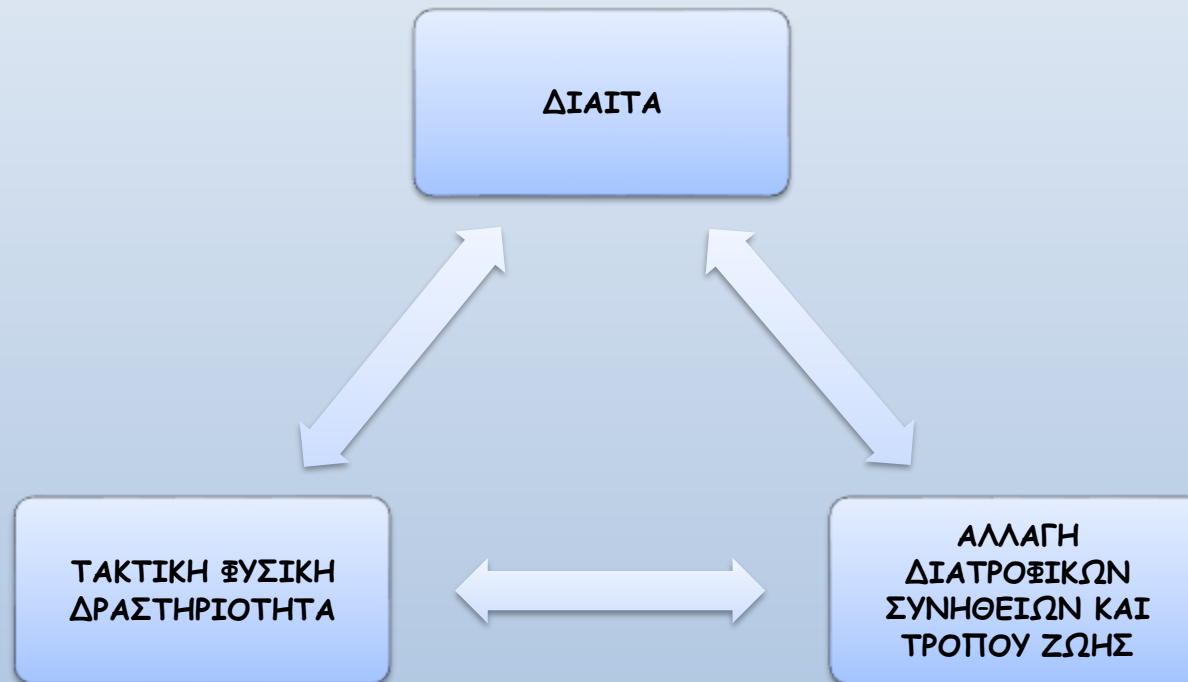 ΔΙΑΙΤΑ
ΤΑΚΤΙΚΗ ΦΥΣΙΚΗ
ΔΡΑΣΤΗΡΙΟΤΗΤΑ
ΑΛΛΑΓΗ
ΔΙΑΤΡΟΦΙΚΩΝ
ΣΥΝΗΘΕΙΩΝ ΚΑΙ
ΤΡΟΠΟΥ ΖΩΗΣ